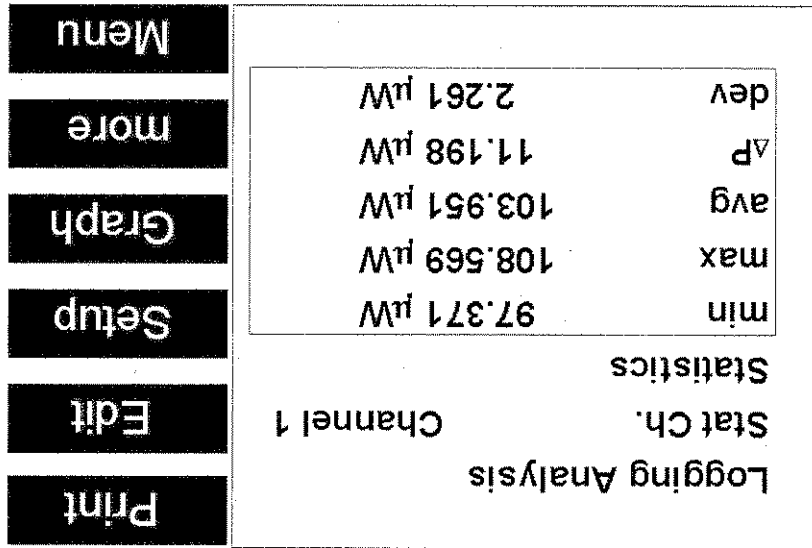 Logging Analysis
Stat Ch. Channel 1
Statistics
min 97.371 µW
max 108.569 µW
avg 103.951 µW
ΔP 11.198 µW
dev 2.261 µW
Print
Edit
Setup
Graph
more
Menu